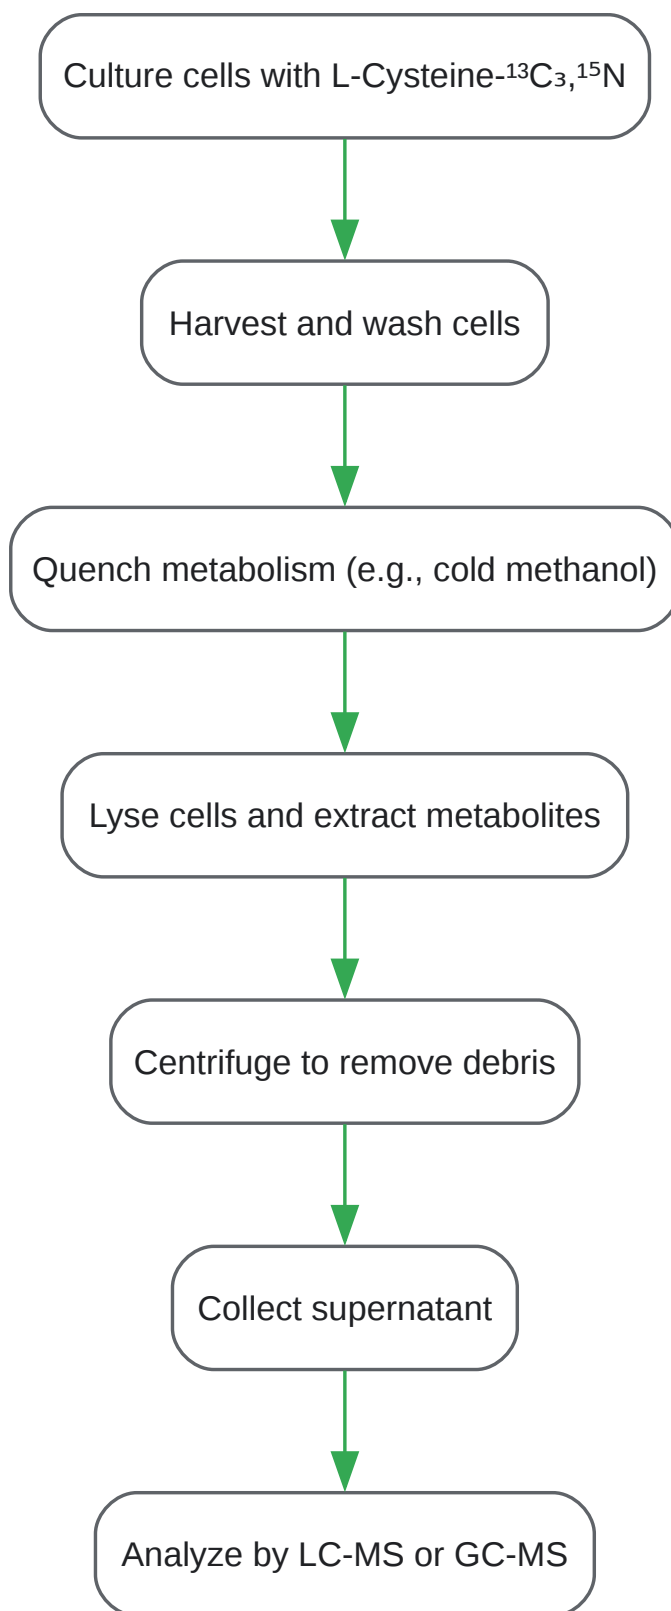 Culture cells with L-Cysteine-¹³C₃,¹⁵N
Harvest and wash cells
Quench metabolism (e.g., cold methanol)
Lyse cells and extract metabolites
Centrifuge to remove debris
Collect supernatant
Analyze by LC-MS or GC-MS